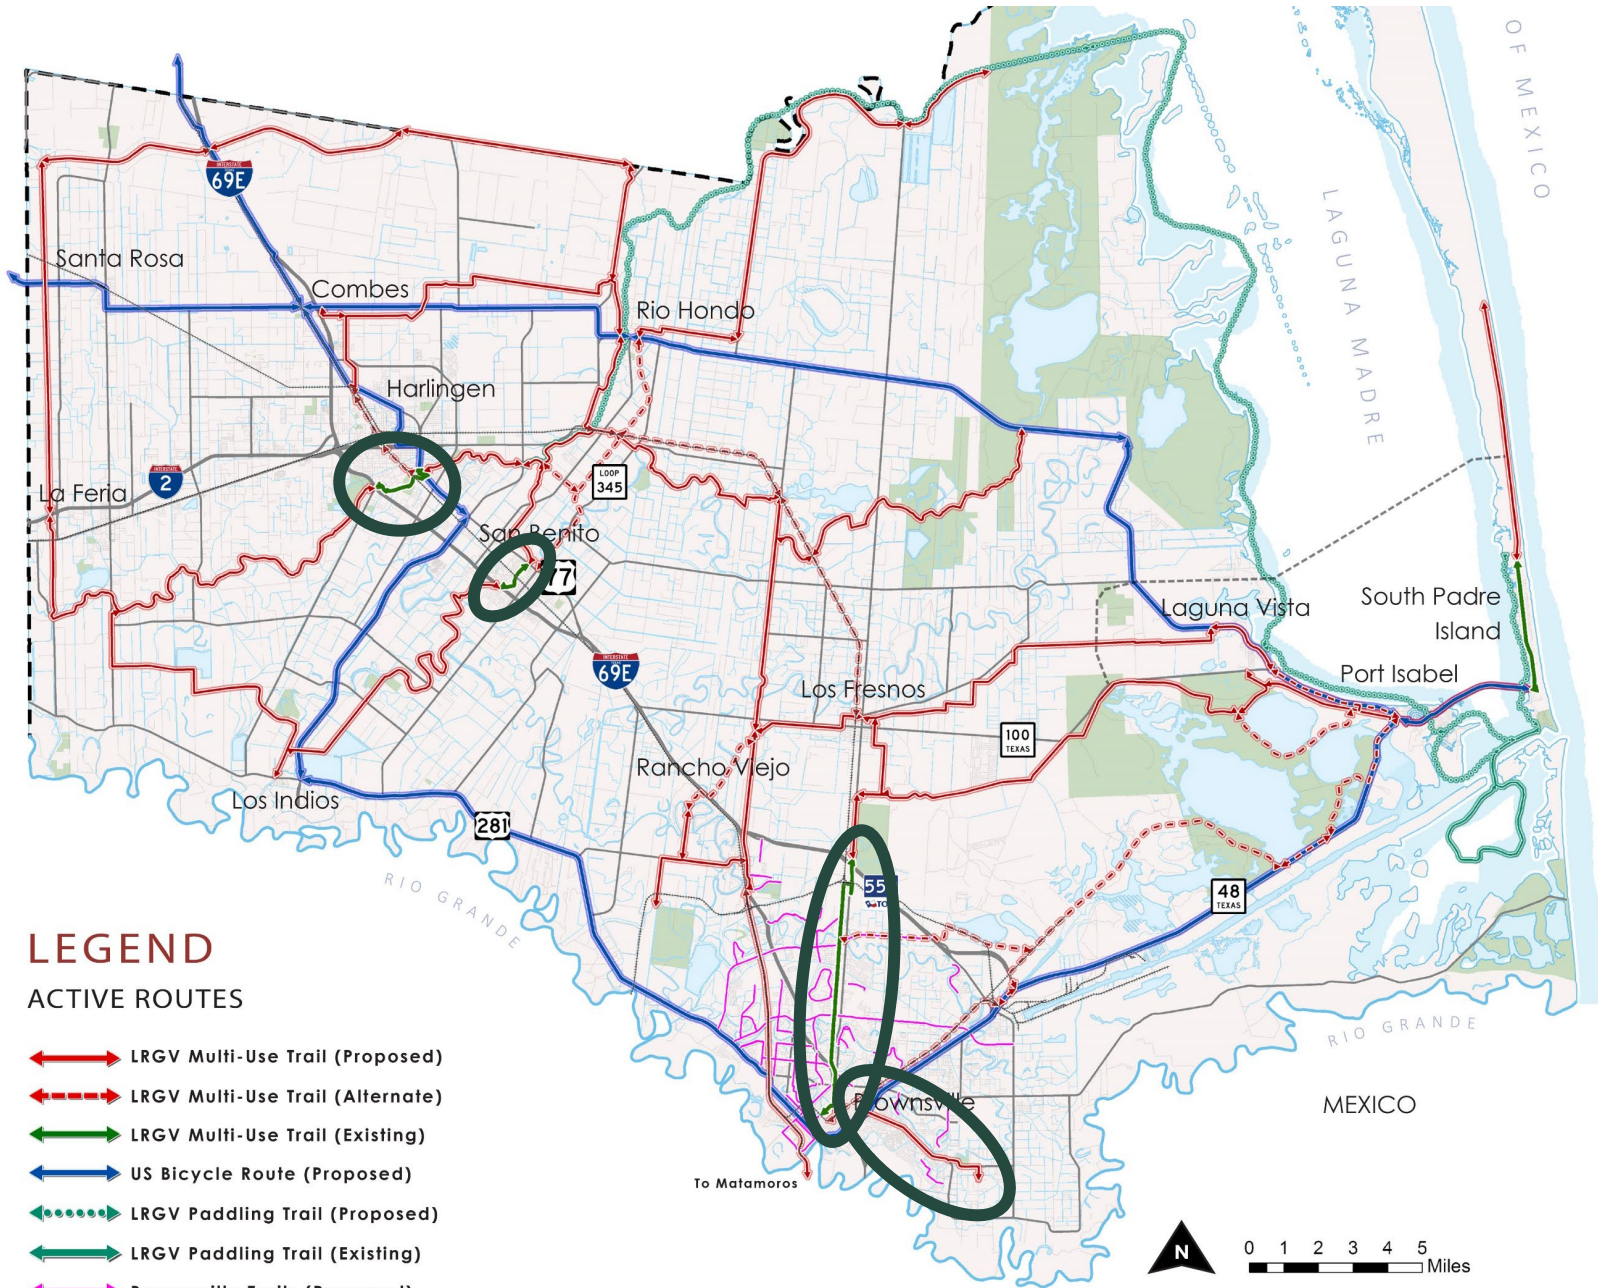 OF MEXICO
LAGUNA MADRE
INTERSTATE
69E
Santa Rosa
Combes
Rio Hondo
Harlingen
INTERSTATE
2
La Feria
LOOP
345
San Benito
77
Laguna Vista
South Padre
Island
INTERSTATE
69E
Port Isabel
Los Fresnos
100
TEXAS
Rancho Viejo
Los Indios
281
RIO GRANDE
55
TO
48
TEXAS
RIO GRANDE
Brownsville
MEXICO
To Matamoros
LEGEND
ACTIVE ROUTES
LRGV Multi-Use Trail (Proposed)
LRGV Multi-Use Trail (Alternate)
LRGV Multi-Use Trail (Existing)
US Bicycle Route (Proposed)
LRGV Paddling Trail (Proposed)
LRGV Paddling Trail (Existing)
N
0 1 2 3 4 5
Miles